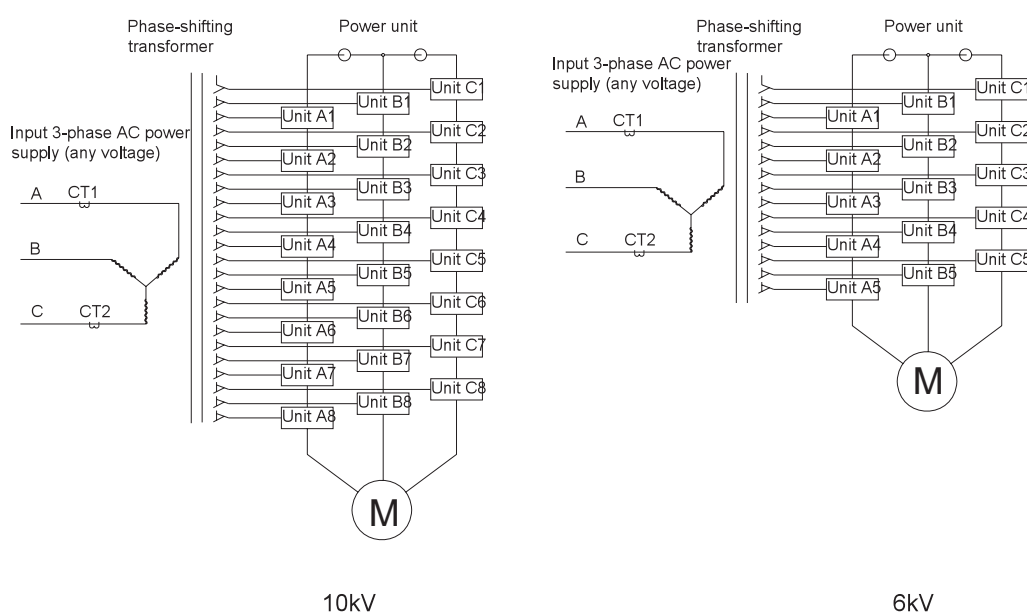 Phase-shifting
transformer
Power unit
Input 3-phase AC power
supply (any voltage)
A
CT1
B
C
CT2
Unit C1
Unit B1
Unit A1
Unit C2
Unit B2
Unit A2
Unit C3
Unit B3
Unit A3
Unit C4
Unit B4
Unit A4
Unit C5
Unit B5
Unit A5
Unit C6
Unit B6
Unit A6
Unit C7
Unit B7
Unit A7
Unit C8
Unit B8
Unit A8
M
10kV
Phase-shifting
transformer
Power unit
Input 3-phase AC power
supply (any voltage)
A
CT1
B
C
CT2
Unit C1
Unit B1
Unit A1
Unit C2
Unit B2
Unit A2
Unit C3
Unit B3
Unit A3
Unit C4
Unit B4
Unit A4
Unit C5
Unit B5
Unit A5
M
6kV